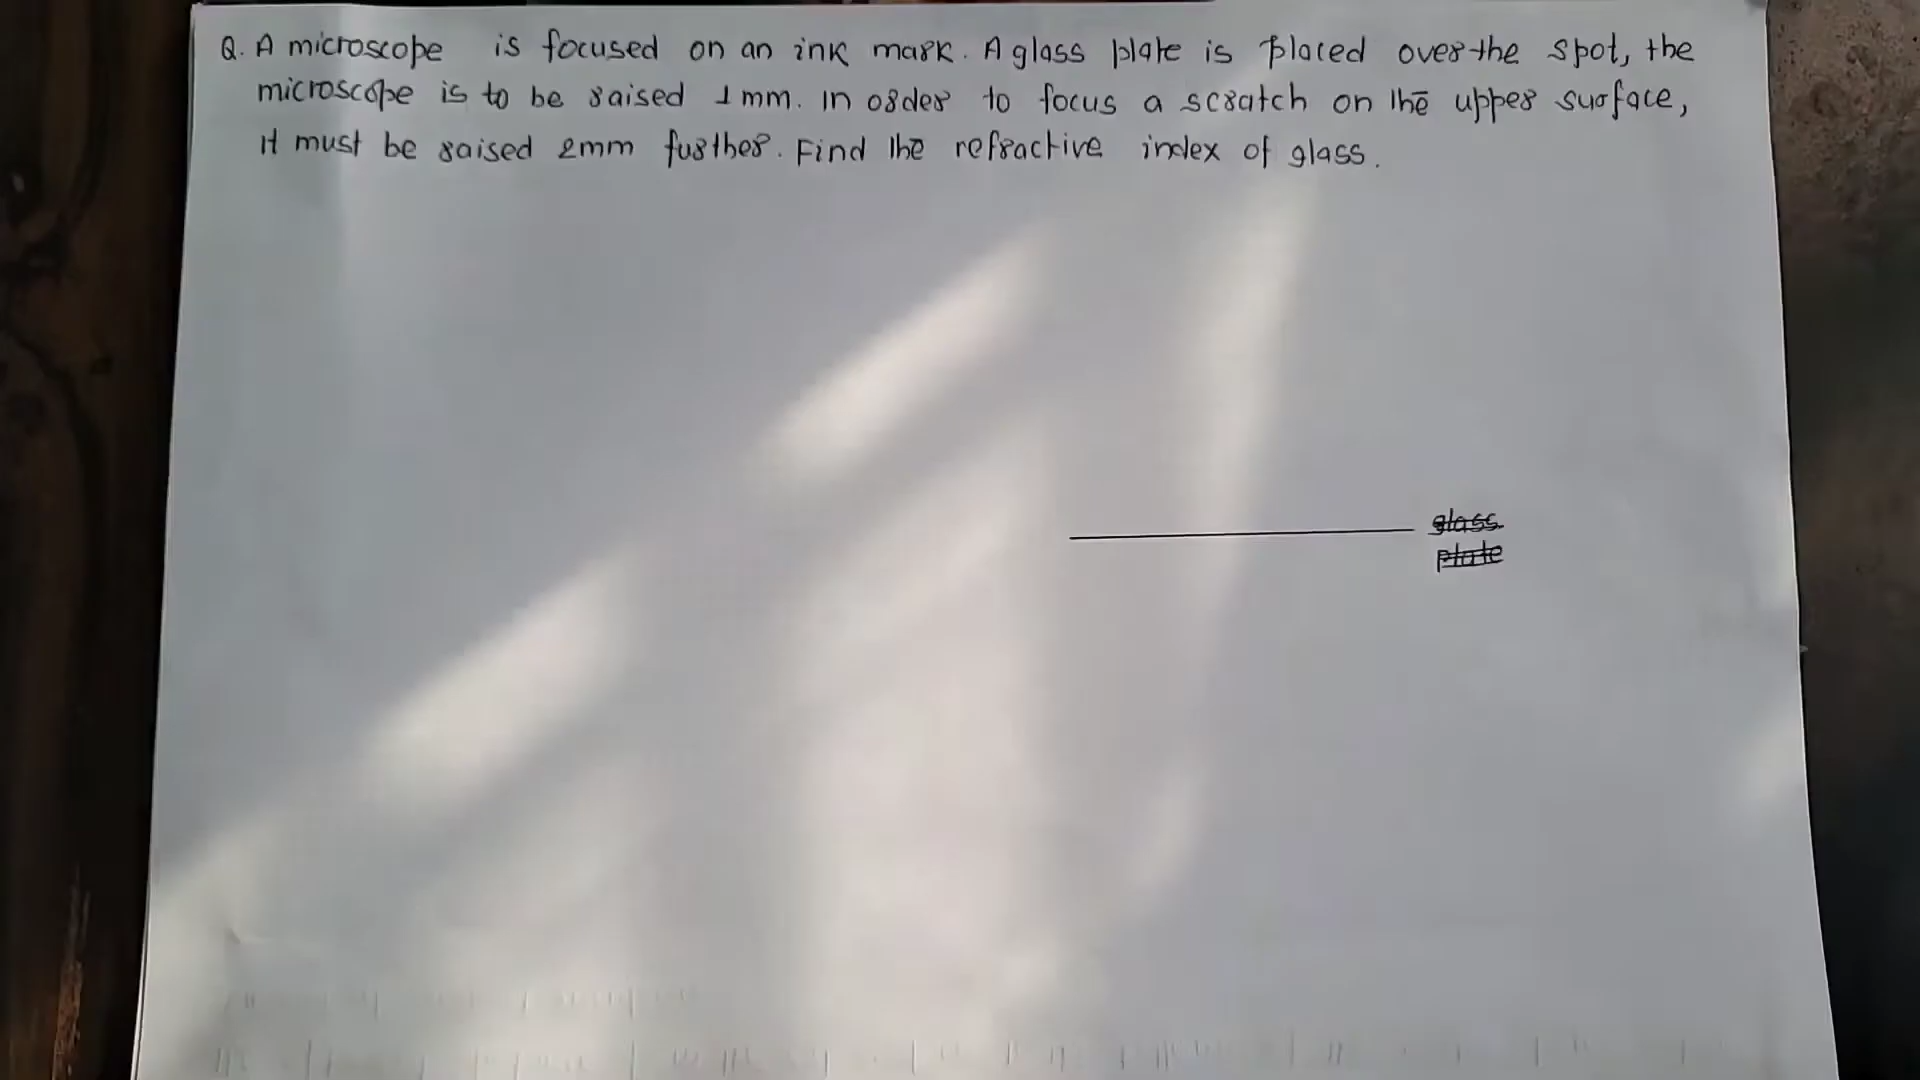 Q. A microscope is focused on an ink mark. A glass plate is placed over the spot, the
microscope is to be raised 1mm. In order to focus a scratch on the upper surface,
it must be raised 2mm further. Find the refractive index of glass.
glass
plate